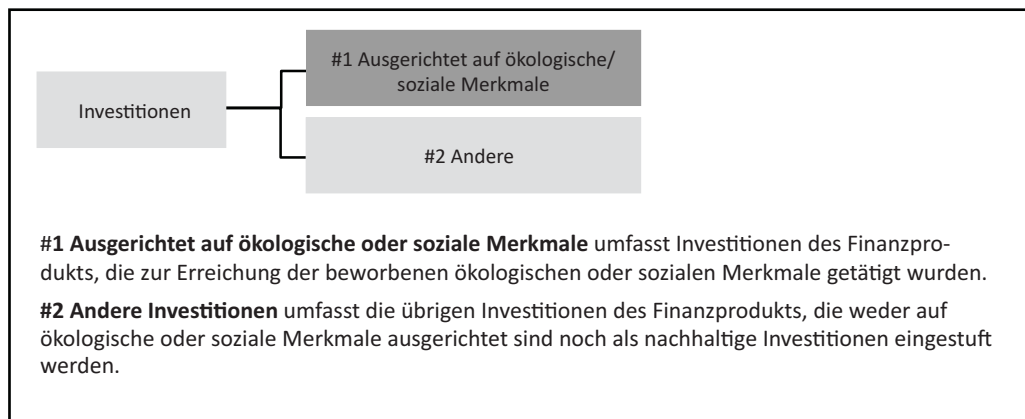 #1 Ausgerichtet auf ökologische/
soziale Merkmale
Investitionen
#2 Andere
#1 Ausgerichtet auf ökologische oder soziale Merkmale umfasst Investitionen des Finanzpro-
dukts, die zur Erreichung der beworbenen ökologischen oder sozialen Merkmale getätigt wurden.
#2 Andere Investitionen umfasst die übrigen Investitionen des Finanzprodukts, die weder auf
ökologische oder soziale Merkmale ausgerichtet sind noch als nachhaltige Investitionen eingestuft
werden.